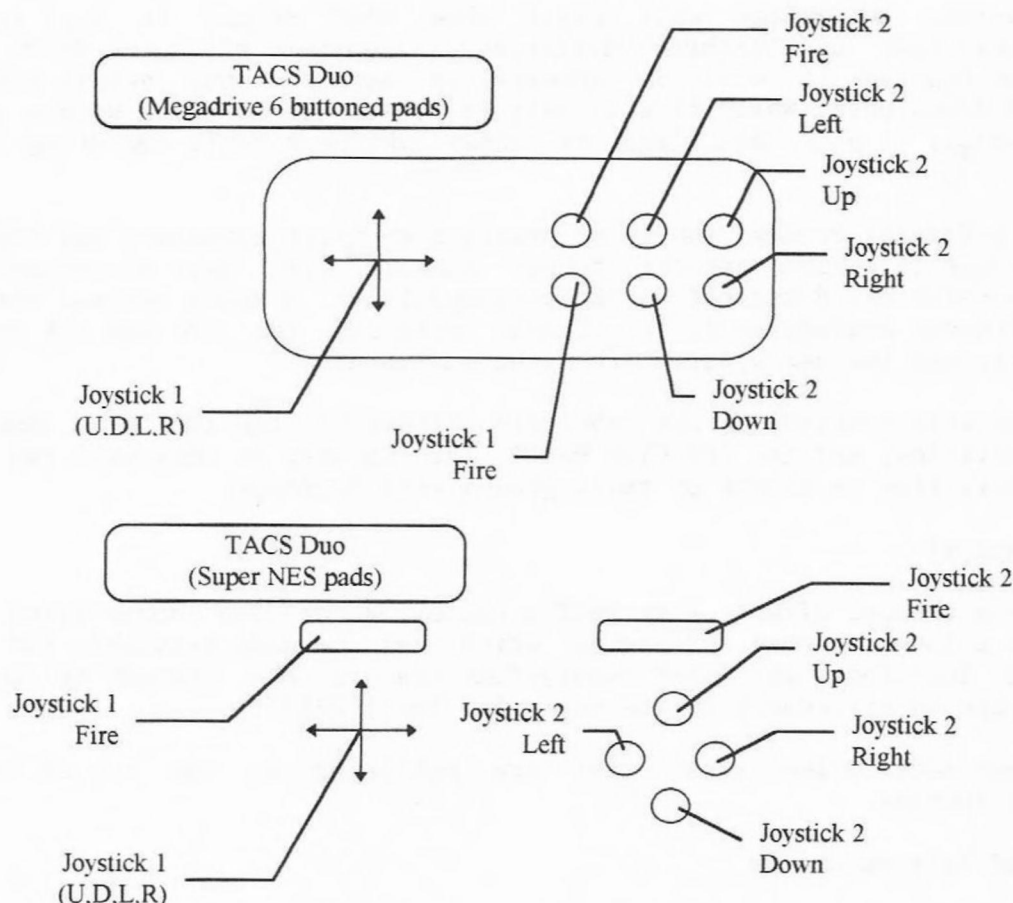 TACS Duo
(Megadrive 6 buttoned pads)
Joystick 2
Fire
Joystick 2
Left
Joystick 2
Up
Joystick 2
Right
Joystick 2
Down
Joystick 1
(U,D,L,R)
Joystick 1
Fire
TACS Duo
(Super NES pads)
Joystick 2
Fire
Joystick 2
Up
Joystick 1
Fire
Joystick 2
Left
Joystick 2
Right
Joystick 2
Down
Joystick 1
(U,D,L,R)